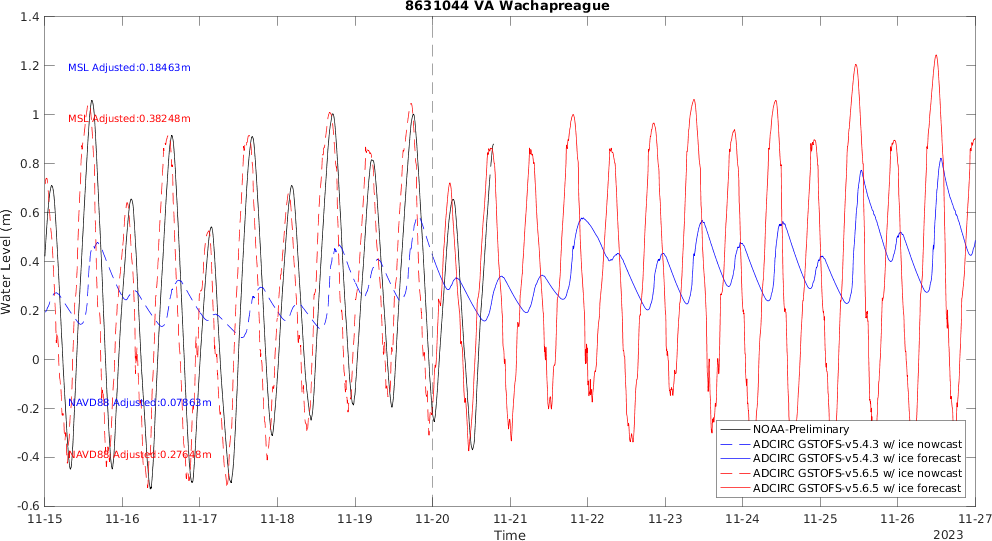 8631044 VA Wachapreague
Water Level (m)
1.4
1.2
1
0.8
0.6
0.4
0.2
0
-0.2
-0.4
-0.6
MSL Adjusted:0.18463m
MSL Adjusted:0.38248m
NAVD88 Adjusted:0.07863m
NAVD88 Adjusted:0.27648m
NOAA-Preliminary
ADCIRC GSTOFS-v5.4.3 w/ ice nowcast
ADCIRC GSTOFS-v5.4.3 w/ ice forecast
ADCIRC GSTOFS-v5.6.5 w/ ice nowcast
ADCIRC GSTOFS-v5.6.5 w/ ice forecast
11-15 11-16 11-17 11-18 11-19 11-20 11-21 11-22 11-23 11-24 11-25 11-26 11-27
Time
2023